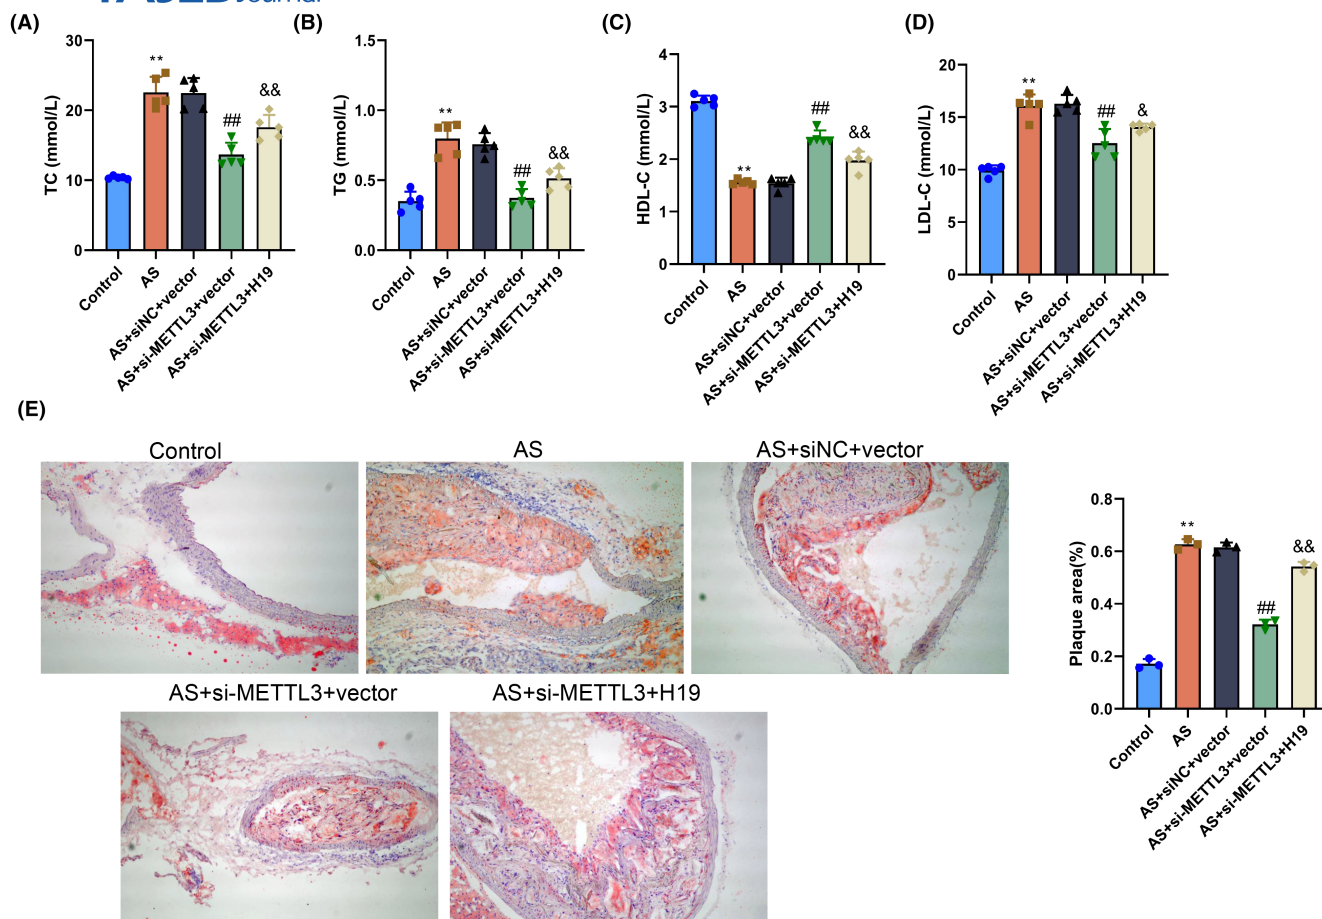 Journal
(A)
(B)
(C)
(D)
TC (mmol/L)
30
20
10
0
**
##
&&
Control
AS
AS+siNC+vector
AS+si-METTL3+vector
AS+si-METTL3+H19
TG (mmol/L)
1.5
1.0
0.5
0.0
**
##
&&
Control
AS
AS+siNC+vector
AS+si-METTL3+vector
AS+si-METTL3+H19
HDL-C (mmol/L)
4
3
2
1
0
**
##
&&
Control
AS
AS+siNC+vector
AS+si-METTL3+vector
AS+si-METTL3+H19
LDL-C (mmol/L)
20
15
10
5
0
**
##
&
Control
AS
AS+siNC+vector
AS+si-METTL3+vector
AS+si-METTL3+H19
(E)
Control
AS
AS+siNC+vector
AS+si-METTL3+vector
AS+si-METTL3+H19
Plaque area(%)
0.8
0.6
0.4
0.2
0.0
**
##
&&
Control
AS
AS+siNC+vector
AS+si-METTL3+vector
AS+si-METTL3+H19